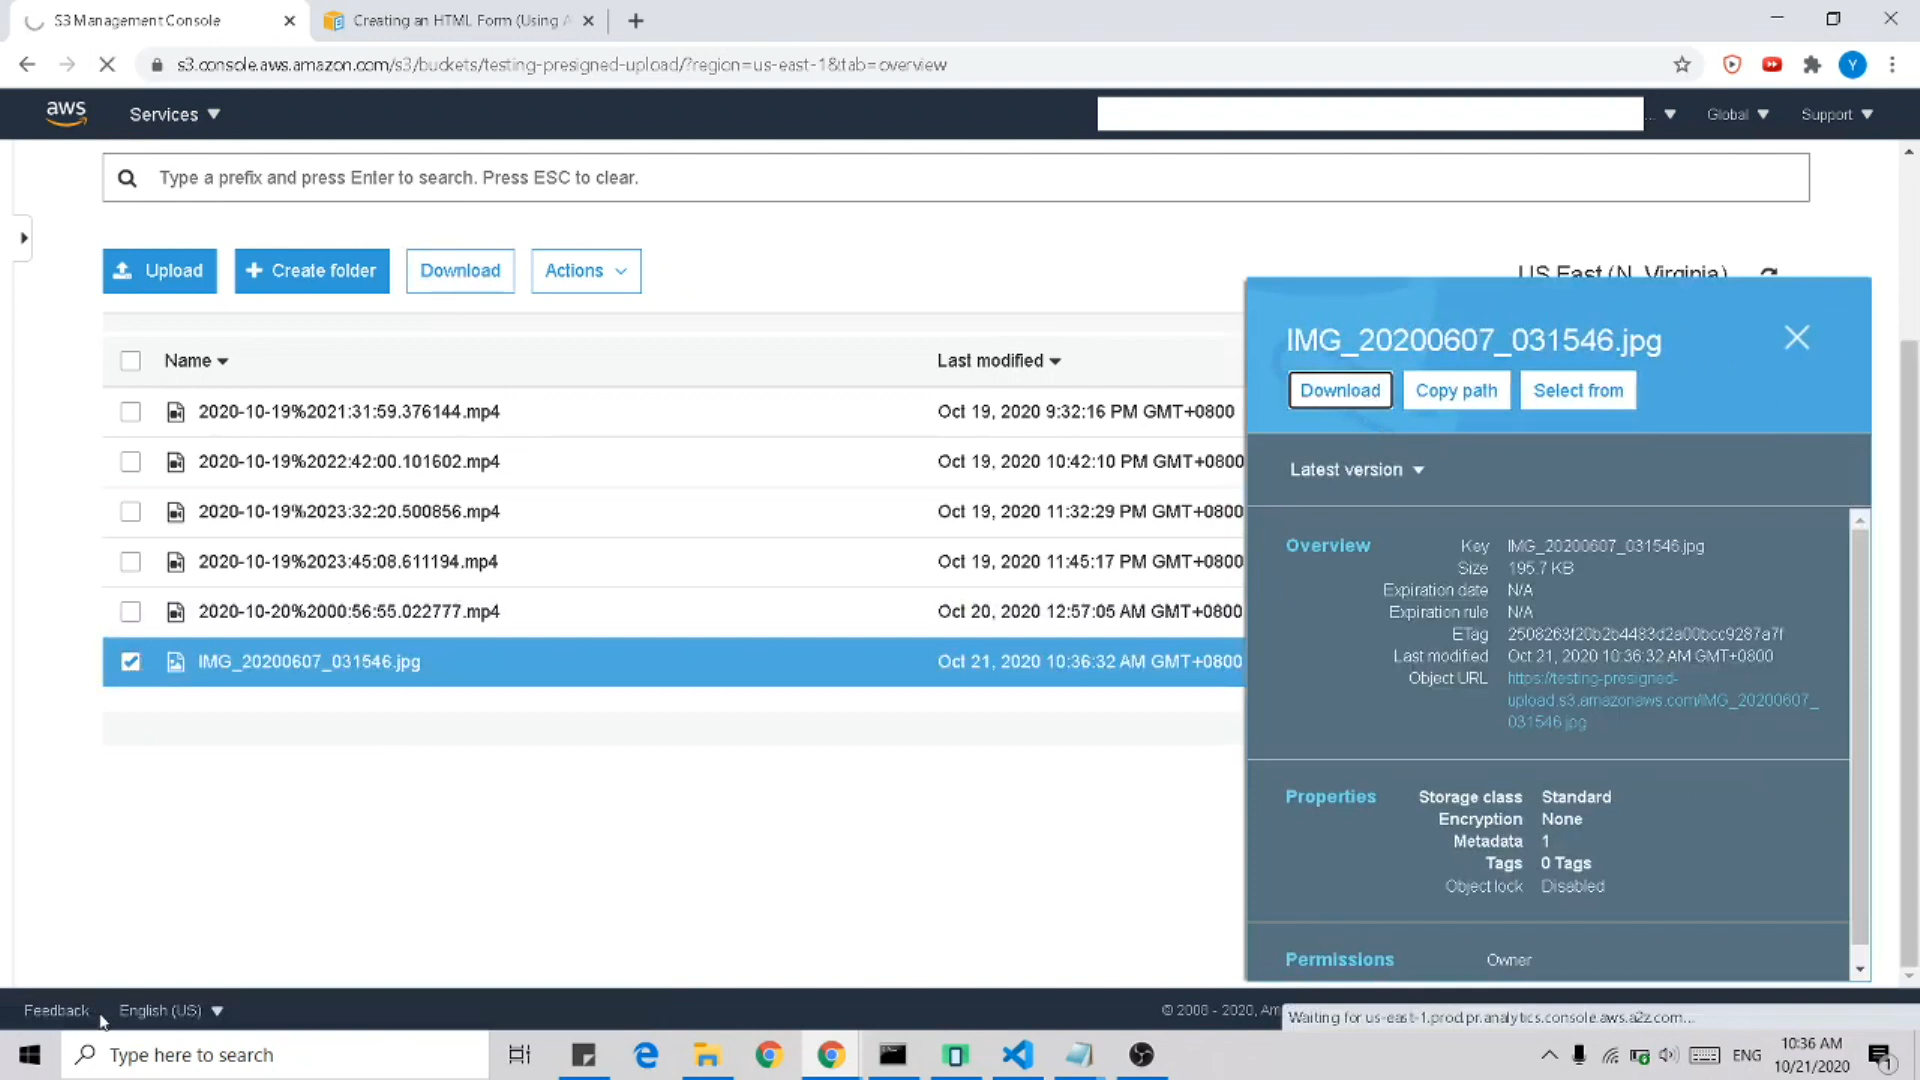 S3 Management Console
Creating an HTML Form (Using A
s3.console.aws.amazon.com/s3/buckets/testing-presigned-upload/?region=us-east-1&tab=overview
Y
aws
Services
...
Global
Support
Type a prefix and press Enter to search. Press ESC to clear.
Upload
Create folder
Download
Actions
US East (N. Virginia)
Name
Last modified
2020-10-19%2021:31:59.376144.mp4
Oct 19, 2020 9:32:16 PM GMT+0800
2020-10-19%2022:42:00.101602.mp4
Oct 19, 2020 10:42:10 PM GMT+0800
2020-10-19%2023:32:20.500856.mp4
Oct 19, 2020 11:32:29 PM GMT+0800
2020-10-19%2023:45:08.611194.mp4
Oct 19, 2020 11:45:17 PM GMT+0800
2020-10-20%2000:56:55.022777.mp4
Oct 20, 2020 12:57:05 AM GMT+0800
IMG_20200607_031546.jpg
Oct 21, 2020 10:36:32 AM GMT+0800
IMG_20200607_031546.jpg
Download
Copy path
Select from
Latest version
Overview
Key IMG_20200607_031546.jpg
Size 195.7 KB
Expiration date N/A
Expiration rule N/A
ETag 2508263f20b2b4483d2a00bcc9287a7f
Last modified Oct 21, 2020 10:36:32 AM GMT+0800
Object URL https://testing-presigned-
upload.s3.amazonaws.com/IMG_20200607_
031546.jpg
Properties
Storage class Standard
Encryption None
Metadata 1
Tags 0 Tags
Object lock Disabled
Permissions
Owner
Feedback
English (US)
© 2008 - 2020, Am
Waiting for us-east-1.prod.pr.analytics.console.aws.a2z.com...
Type here to search
ENG
10:36 AM
10/21/2020
1